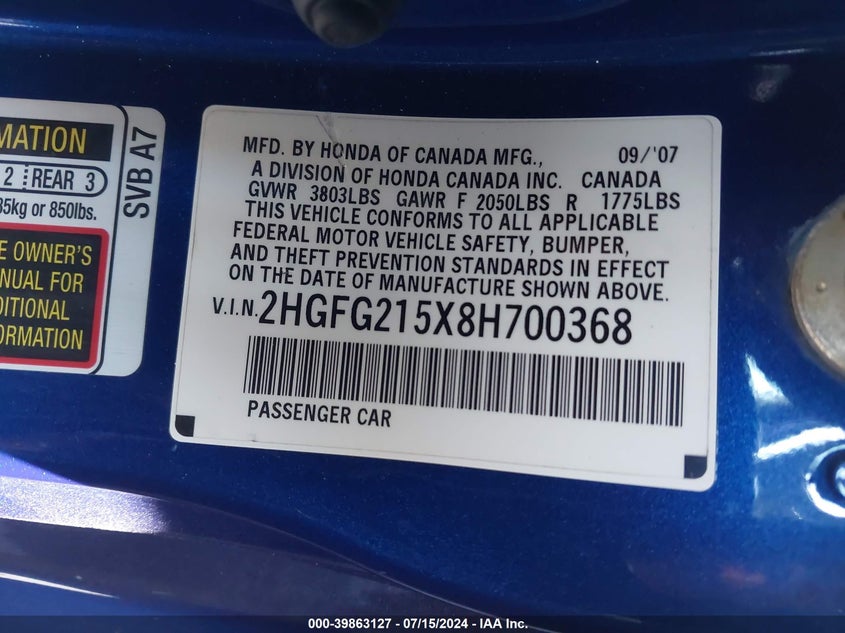 MATION
2 REAR 3
35kg or 850lbs.
E OWNER'S
ANUAL FOR
DITIONAL
FORMATION
SVB A7
MFD. BY HONDA OF CANADA MFG., 09/'07
A DIVISION OF HONDA CANADA INC. CANADA
GVWR 3803LBS GAWR F 2050LBS R 1775LBS
THIS VEHICLE CONFORMS TO ALL APPLICABLE
FEDERAL MOTOR VEHICLE SAFETY, BUMPER,
AND THEFT PREVENTION STANDARDS IN EFFECT
ON THE DATE OF MANUFACTURE SHOWN ABOVE.
V.I.N. 2HGFG215X8H700368
PASSENGER CAR
000-39863127 - 07/15/2024 - IAA Inc.